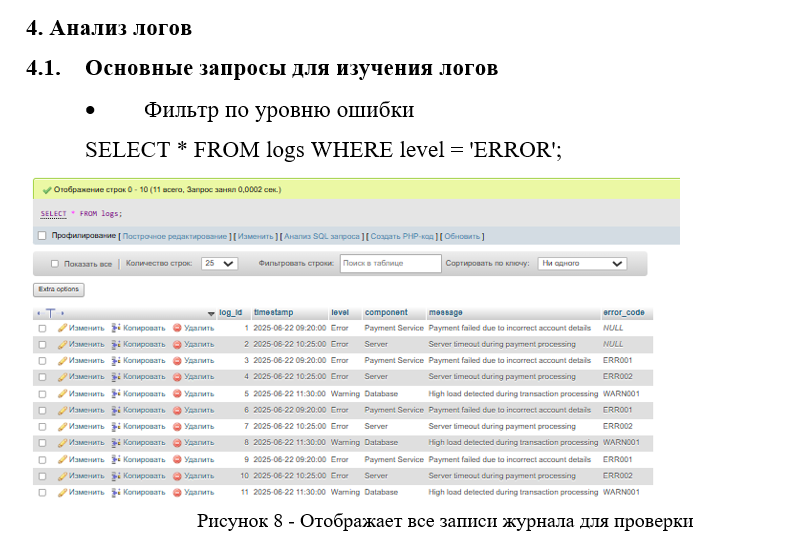 4. Анализ логов
4.1. Основные запросы для изучения логов
• Фильтр по уровню ошибки
SELECT * FROM logs WHERE level = 'ERROR';
Отображение строк 0 - 10 (11 всего, Запрос занял 0,0002 сек.)
SELECT * FROM logs;
Профилирование [ Построчное редактирование ] [ Изменить ] [ Анализ SQL запроса ] [ Создать PHP-код ] [ Обновить ]
Показать все | Количество строк: 25 Фильтровать строки: Поиск в таблице Сортировать по ключу: Ни одного
Extra options
log_id timestamp level component message error_code
Изменить Копировать Удалить 1 2025-06-22 09:20:00 Error Payment Service Payment failed due to incorrect account details NULL
Изменить Копировать Удалить 2 2025-06-22 10:25:00 Error Server Server timeout during payment processing NULL
Изменить Копировать Удалить 3 2025-06-22 09:20:00 Error Payment Service Payment failed due to incorrect account details ERR001
Изменить Копировать Удалить 4 2025-06-22 10:25:00 Error Server Server timeout during payment processing ERR002
Изменить Копировать Удалить 5 2025-06-22 11:30:00 Warning Database High load detected during transaction processing WARN001
Изменить Копировать Удалить 6 2025-06-22 09:20:00 Error Payment Service Payment failed due to incorrect account details ERR001
Изменить Копировать Удалить 7 2025-06-22 10:25:00 Error Server Server timeout during payment processing ERR002
Изменить Копировать Удалить 8 2025-06-22 11:30:00 Warning Database High load detected during transaction processing WARN001
Изменить Копировать Удалить 9 2025-06-22 09:20:00 Error Payment Service Payment failed due to incorrect account details ERR001
Изменить Копировать Удалить 10 2025-06-22 10:25:00 Error Server Server timeout during payment processing ERR002
Изменить Копировать Удалить 11 2025-06-22 11:30:00 Warning Database High load detected during transaction processing WARN001
Рисунок 8 - Отображает все записи журнала для проверки